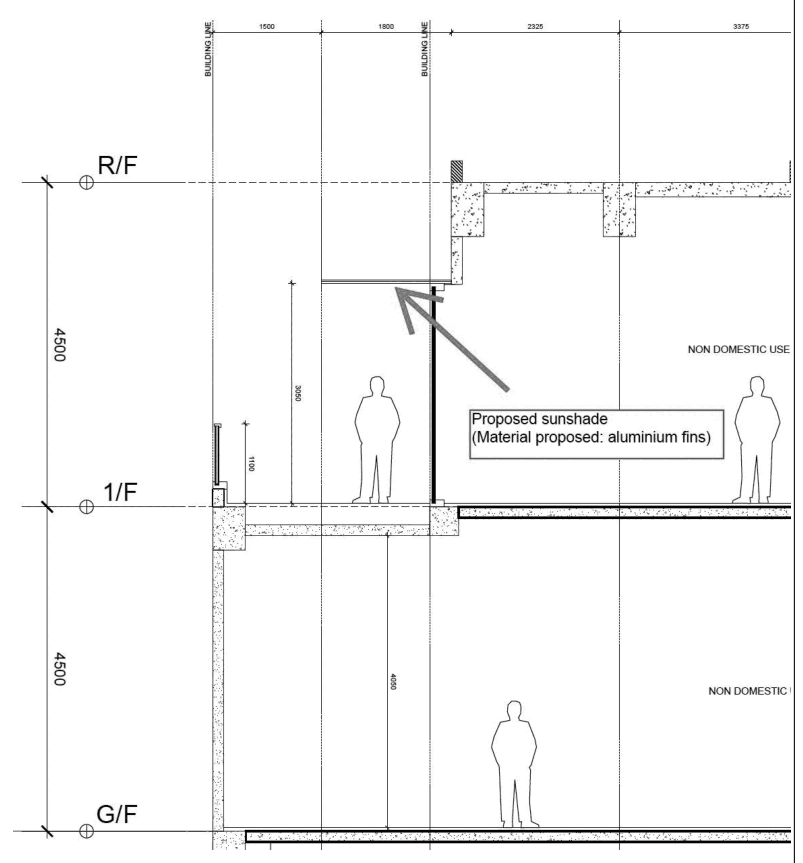 BUILDING LINE
1500
1800
BUILDING LINE
2325
3375
R/F
4500
3050
NON DOMESTIC USE
Proposed sunshade
(Material proposed: aluminium fins)
1100
1/F
4500
4050
NON DOMESTIC
G/F